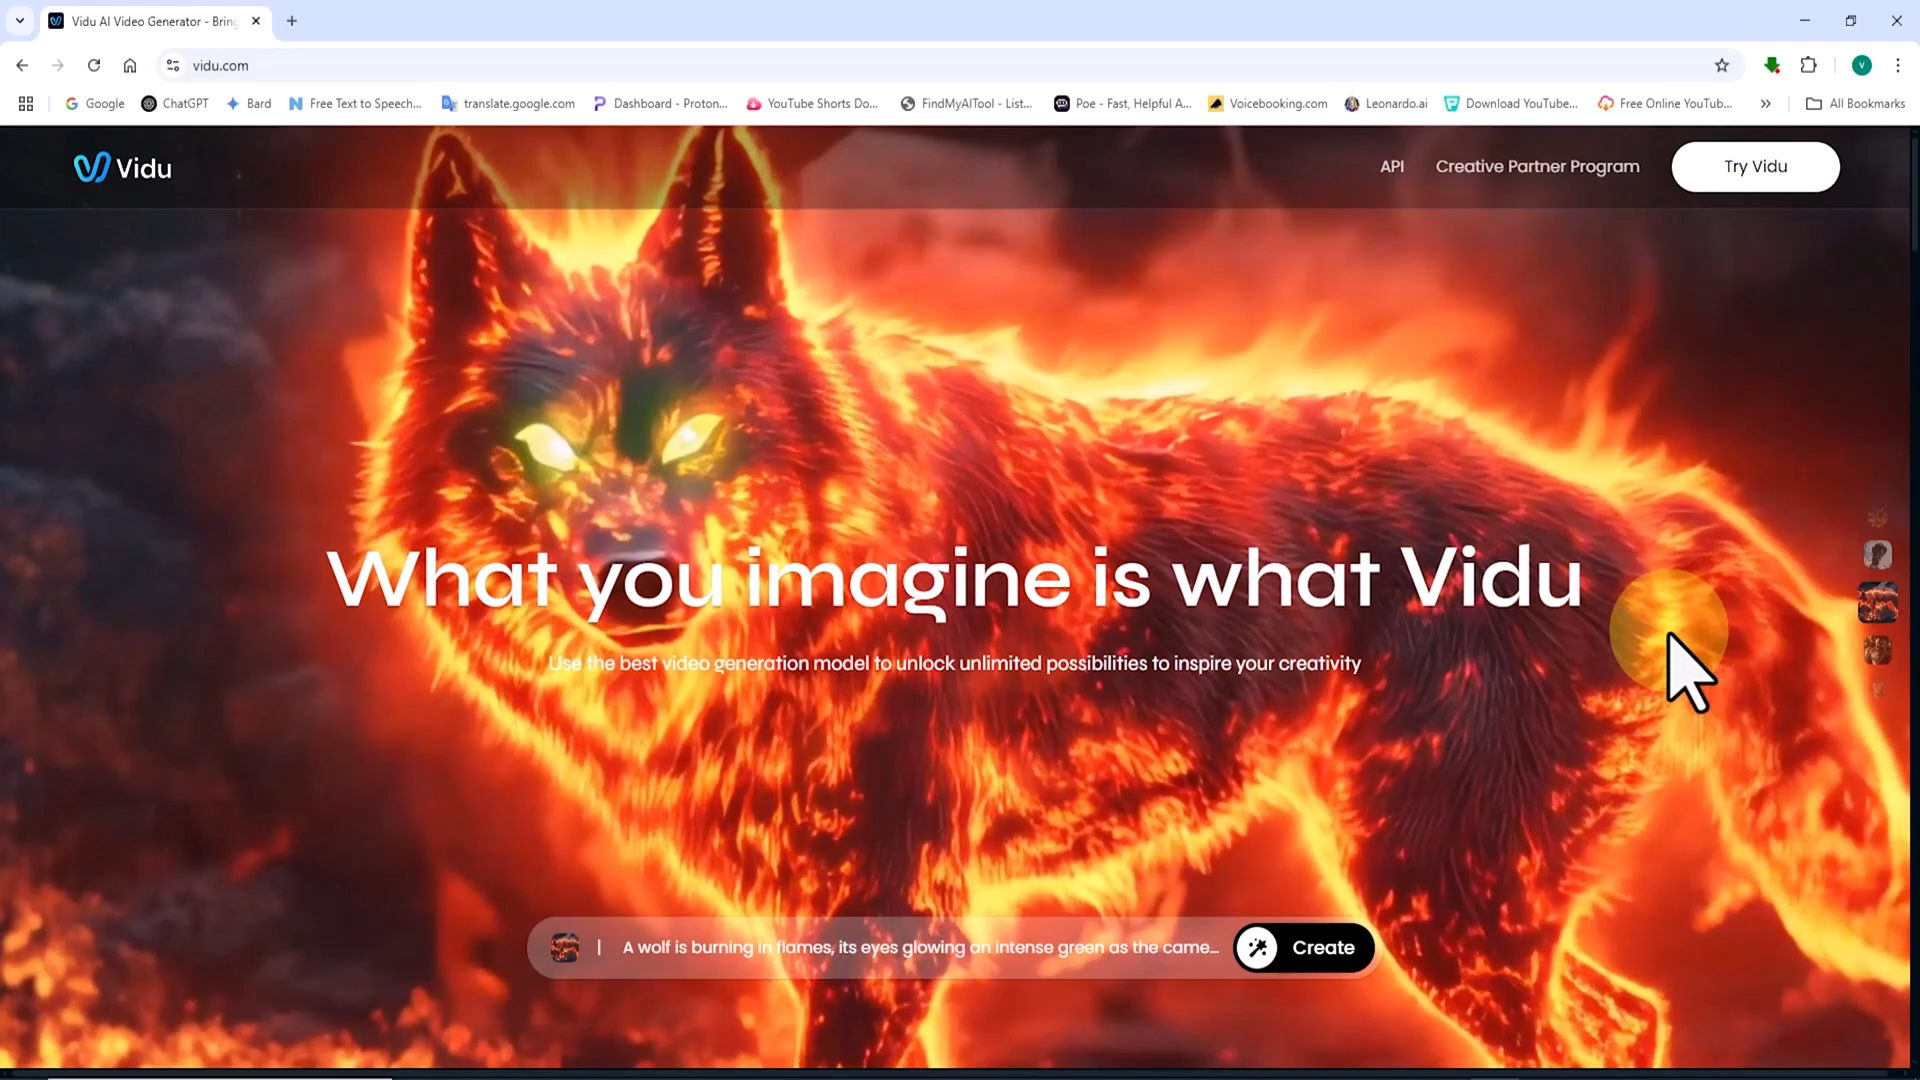 Vidu AI Video Generator - Bring
vidu.com
V
Google
ChatGPT
Bard
Free Text to Speech...
translate.google.com
Dashboard - Proton...
YouTube Shorts Do...
FindMyAITool - List...
Poe - Fast, Helpful A...
Voicebooking.com
Leonardo.ai
Download YouTube...
Free Online YouTub...
All Bookmarks
Vidu
API
Creative Partner Program
Try Vidu
What you imagine is what Vidu
Use the best video generation model to unlock unlimited possibilities to inspire your creativity
A wolf is burning in flames, its eyes glowing an intense green as the came...
Create